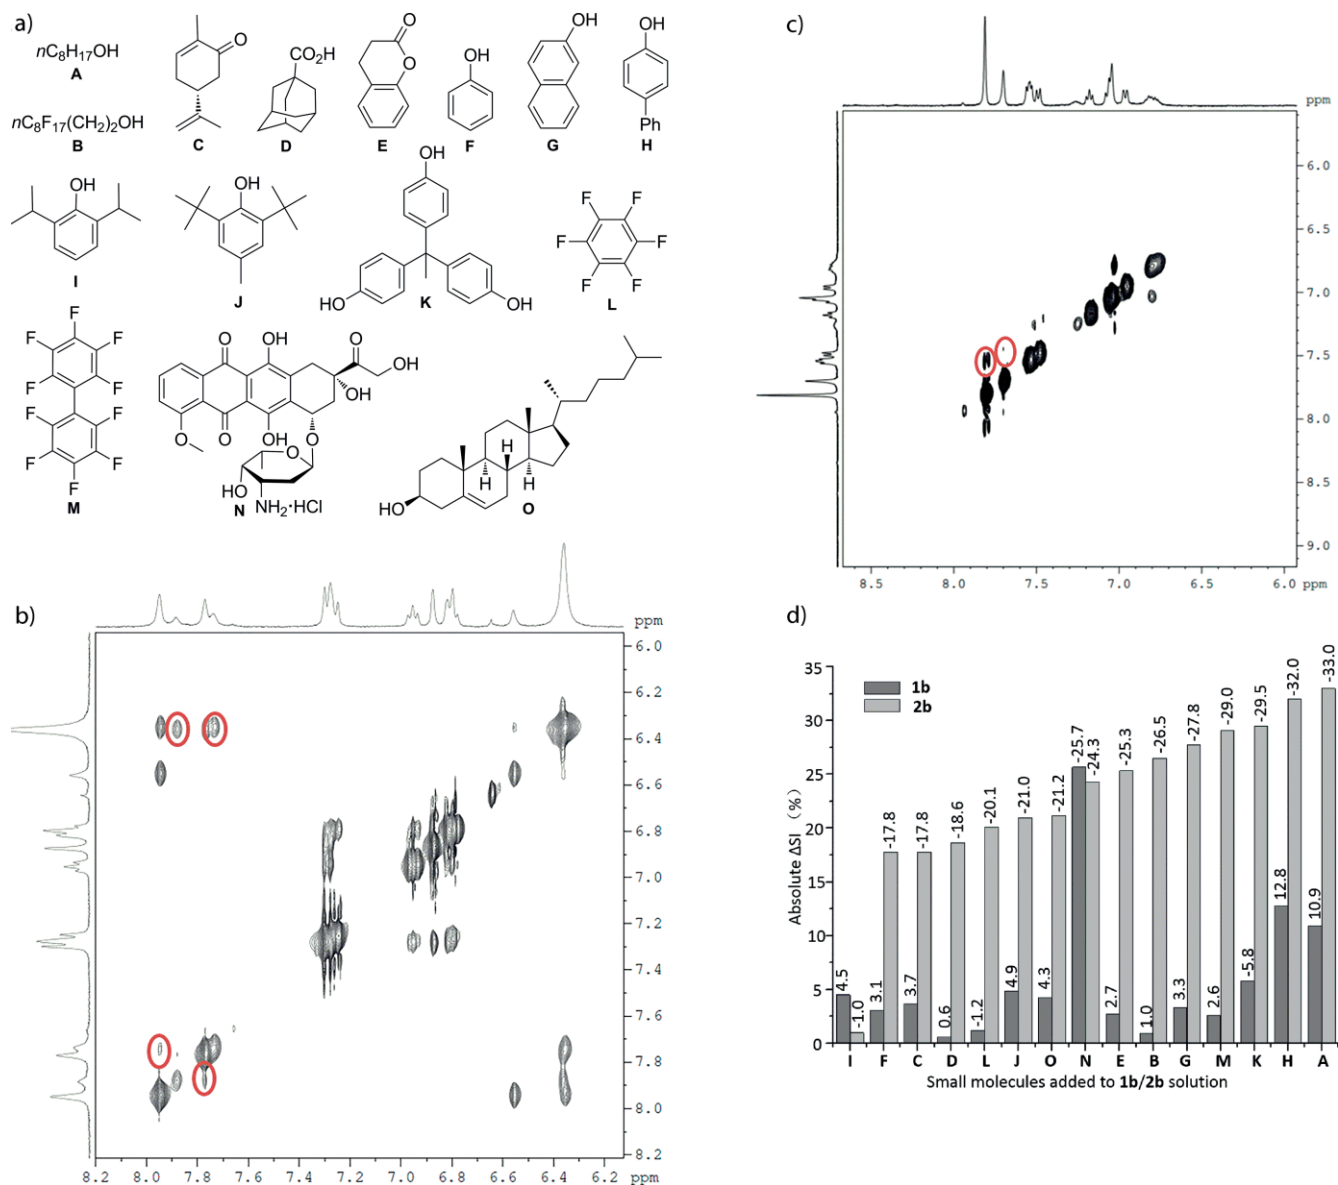 a)
nC8H17OH
A
nC8F17(CH2)2OH
B
O
C
CO2H
D
O
O
E
OH
F
OH
G
OH
Ph
H
OH
I
OH
J
OH
HO
OH
K
F
F
F
F
F
F
L
F
F
F
F
F
F
F
F
F
F
M
O
OH
O
OH
OH
O
O
OH
O
O
HO
NH2·HCl
N
H
H
H
HO
O
b)
ppm
6.0
6.2
6.4
6.6
6.8
7.0
7.2
7.4
7.6
7.8
8.0
6.2
8.2 8.0 7.8 7.6 7.4 7.2 7.0 6.8 6.6 6.4 ppm
c)
ppm
6.0
6.5
7.0
7.5
8.0
8.5
9.0
8.5 8.0 7.5 7.0 6.5 6.0 ppm
d)
1b
2b
Absolute ΔSI (%)
35
30
25
20
15
10
5
0
4.5 -1.0
3.1 -17.8
3.7 -17.8
0.6 -18.6
-1.2 -20.1
4.9 -21.0
4.3 -21.2
-25.7 -24.3
2.7 -25.3
1.0 -26.5
3.3 -27.8
2.6 -29.0
-5.8 -29.5
12.8 -32.0
10.9 -33.0
I F C D L J O N E B G M K H A
Small molecules added to 1b/2b solution